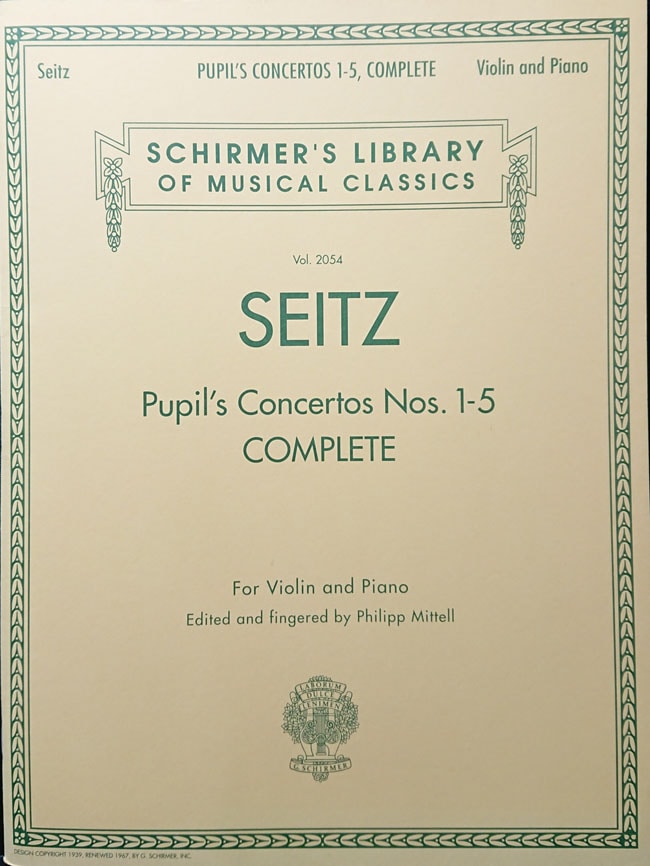 Seitz PUPIL'S CONCERTOS 1-5, COMPLETE Violin and Piano
SCHIRMER'S LIBRARY
OF MUSICAL CLASSICS
Vol. 2054
SEITZ
Pupil's Concertos Nos. 1-5
COMPLETE
For Violin and Piano
Edited and fingered by Philipp Mittell
LABORUM
DULCE
LENIMEN
G. SCHIRMER
DESIGN COPYRIGHT 1939, RENEWED 1967, BY G. SCHIRMER, INC.